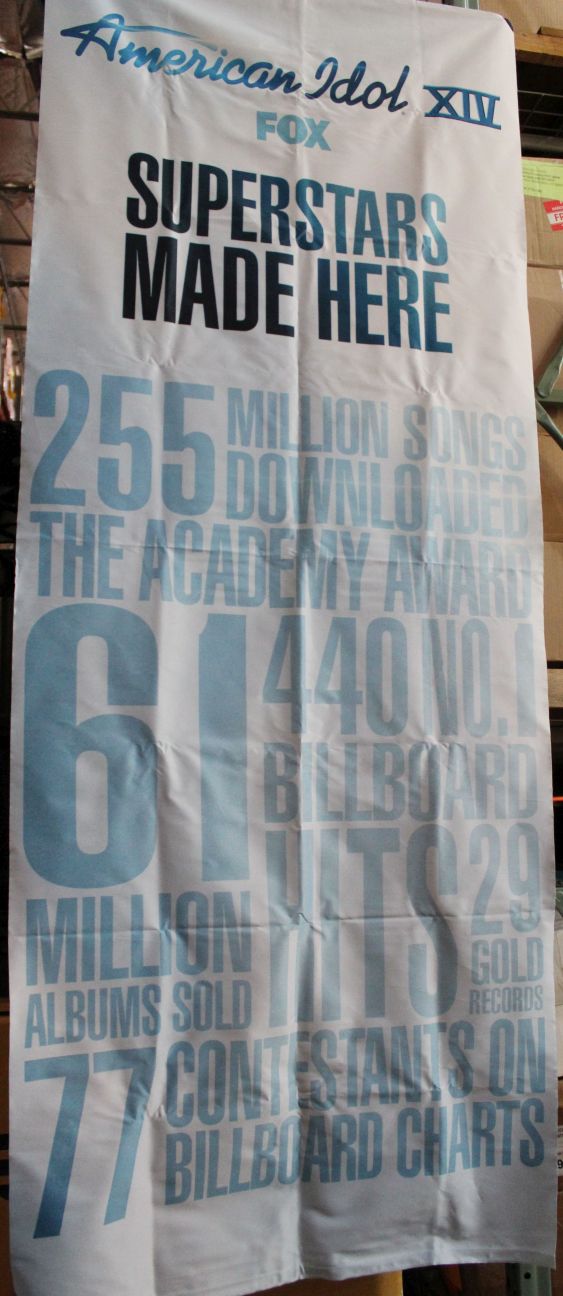 American Idol XIV
FOX
SUPERSTARS
MADE HERE
255 MILLION SONGS
DOWNLOADED
THE ACADEMY AWARD
61
MILLION
ALBUMS SOLD
440 NO.1
BILLBOARD
HITS
29
GOLD
RECORDS
77 CONTESTANTS ON
BILLBOARD CHARTS